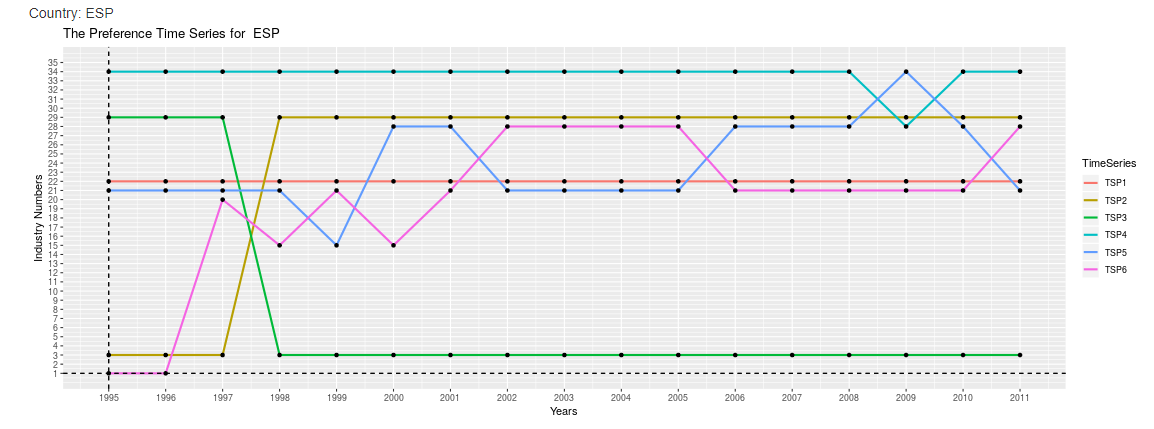 Country: ESP
The Preference Time Series for ESP
35
34
33
32
31
30
29
28
27
26
25
24
23
22
21
20
19
18
17
16
15
14
13
12
11
10
9
8
7
6
5
4
3
2
1
Industry Numbers
1995 1996 1997 1998 1999 2000 2001 2002 2003 2004 2005 2006 2007 2008 2009 2010 2011
Years
TimeSeries
TSP1
TSP2
TSP3
TSP4
TSP5
TSP6